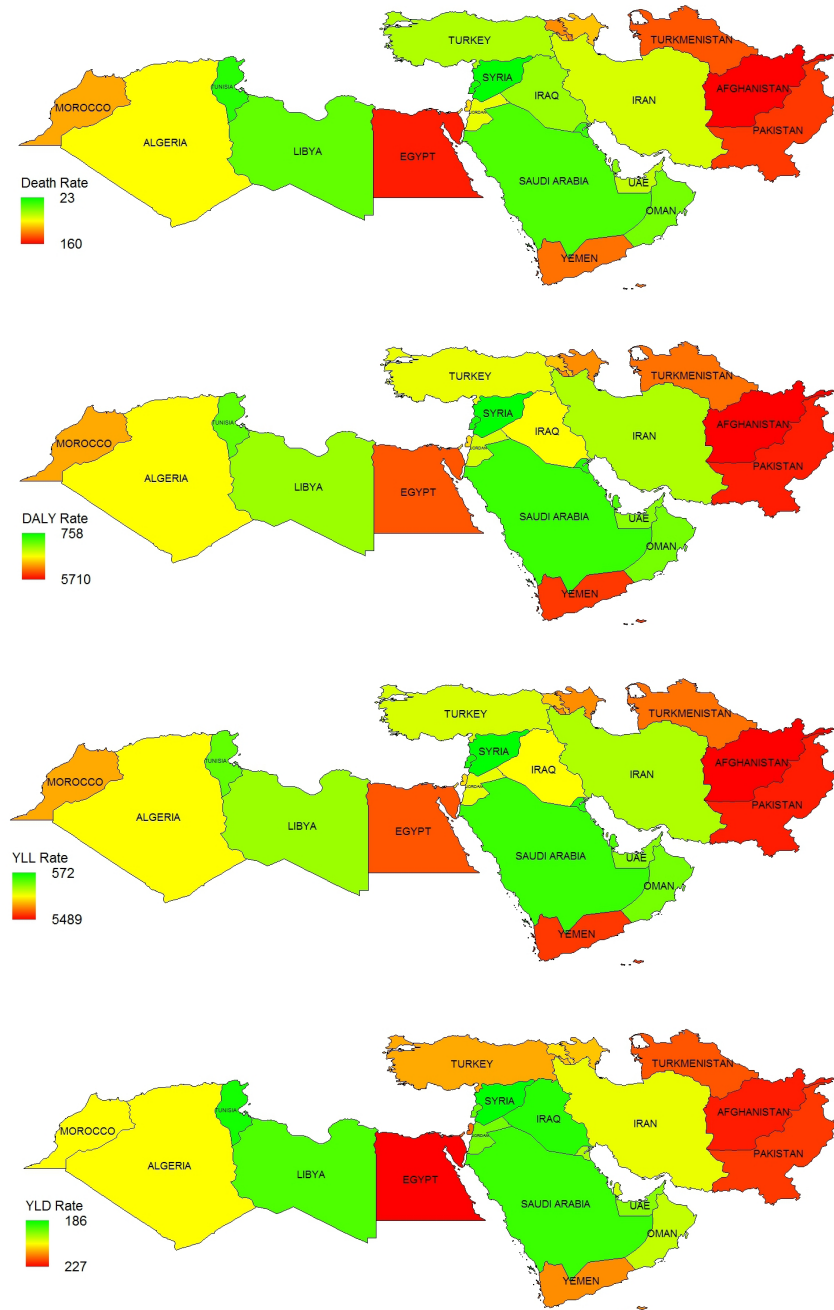 TURKEY
TURKMENISTAN
SYRIA
AFGHANISTAN
TUNISIA
IRAQ
IRAN
MOROCCO
JORDAN
PAKISTAN
ALGERIA
LIBYA
EGYPT
SAUDI ARABIA
UAE
OMAN
YEMEN
Death Rate
23
160
TURKEY
TURKMENISTAN
SYRIA
AFGHANISTAN
TUNISIA
IRAQ
IRAN
MOROCCO
JORDAN
PAKISTAN
ALGERIA
LIBYA
EGYPT
SAUDI ARABIA
UAE
OMAN
YEMEN
DALY Rate
758
5710
TURKEY
TURKMENISTAN
SYRIA
AFGHANISTAN
TUNISIA
IRAQ
IRAN
MOROCCO
JORDAN
PAKISTAN
ALGERIA
LIBYA
EGYPT
SAUDI ARABIA
UAE
OMAN
YEMEN
YLL Rate
572
5489
TURKEY
TURKMENISTAN
SYRIA
AFGHANISTAN
TUNISIA
IRAQ
IRAN
MOROCCO
JORDAN
PAKISTAN
ALGERIA
LIBYA
EGYPT
SAUDI ARABIA
UAE
OMAN
YEMEN
YLD Rate
186
227